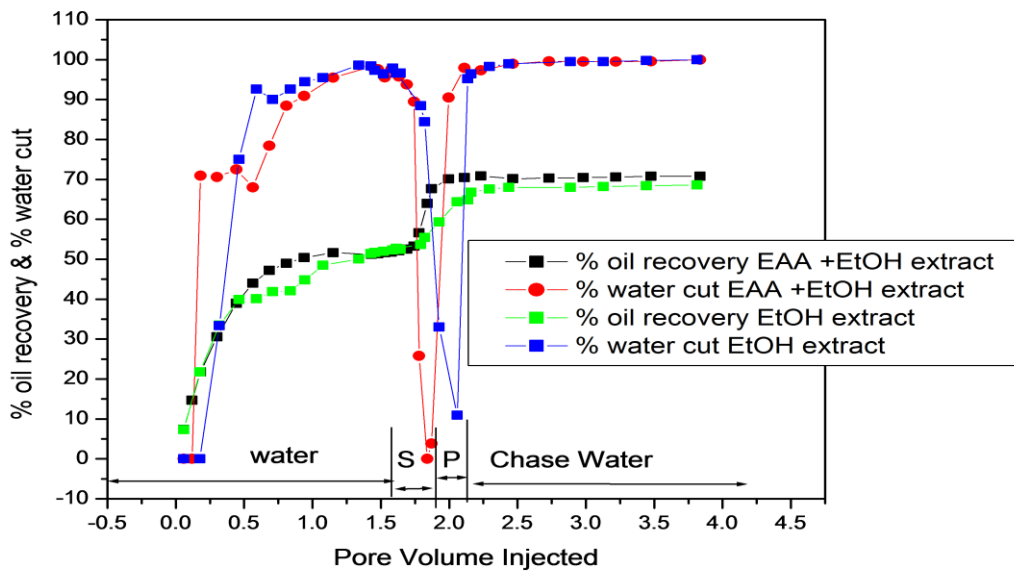 % oil recovery & % water cut
110
100
90
80
70
60
50
40
30
20
10
0
-10
% oil recovery EAA +EtOH extract
% water cut EAA +EtOH extract
% oil recovery EtOH extract
% water cut EtOH extract
water
S
P
Chase Water
-0.5 0.0 0.5 1.0 1.5 2.0 2.5 3.0 3.5 4.0 4.5
Pore Volume Injected